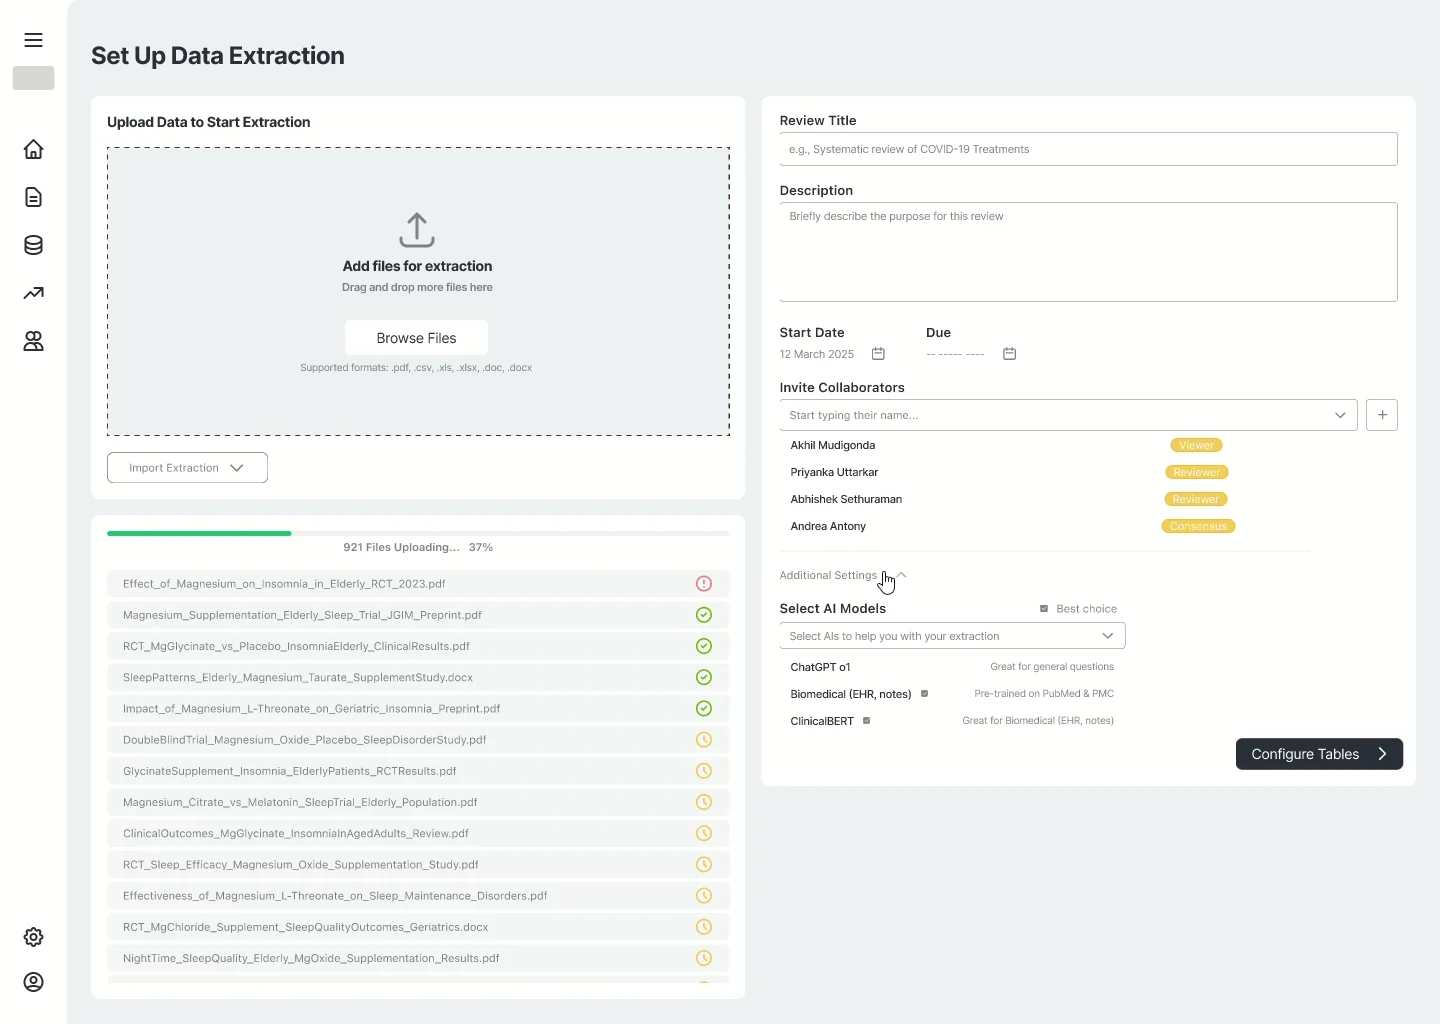 Set Up Data Extraction
Upload Data to Start Extraction
Add files for extraction
Drag and drop more files here
Browse Files
Supported formats: .pdf, .csv, .xls, .xlsx, .doc, .docx
Import Extraction
921 Files Uploading... 37%
Effect_of_Magnesium_on_Insomnia_in_Elderly_RCT_2023.pdf
Magnesium_Supplementation_Elderly_Sleep_Trial_JGIM_Preprint.pdf
RCT_MgGlycinate_vs_Placebo_InsomniaElderly_ClinicalResults.pdf
SleepPatterns_Elderly_Magnesium_Taurate_SupplementStudy.docx
Impact_of_Magnesium_L-Threonate_on_Geriatric_Insomnia_Preprint.pdf
DoubleBlindTrial_Magnesium_Oxide_Placebo_SleepDisorderStudy.pdf
GlycinateSupplement_Insomnia_ElderlyPatients_RCTResults.pdf
Magnesium_Citrate_vs_Melatonin_SleepTrial_Elderly_Population.pdf
ClinicalOutcomes_MgGlycinate_InsomniaInAgedAdults_Review.pdf
RCT_Sleep_Efficacy_Magnesium_Oxide_Supplementation_Study.pdf
Effectiveness_of_Magnesium_L-Threonate_on_Sleep_Maintenance_Disorders.pdf
RCT_MgChloride_Supplement_SleepQualityOutcomes_Geriatrics.docx
NightTime_SleepQuality_Elderly_MgOxide_Supplementation_Results.pdf
Review Title
e.g., Systematic review of COVID-19 Treatments
Description
Briefly describe the purpose for this review
Start Date Due
12 March 2025 -- ----- ----
Invite Collaborators
Start typing their name...
Akhil Mudigonda Viewer
Priyanka Uttarkar Reviewer
Abhishek Sethuraman Reviewer
Andrea Antony Consensus
Additional Settings
Select AI Models Best choice
Select AIs to help you with your extraction
ChatGPT o1 Great for general questions
Biomedical (EHR, notes) Pre-trained on PubMed & PMC
ClinicalBERT Great for Biomedical (EHR, notes)
Configure Tables